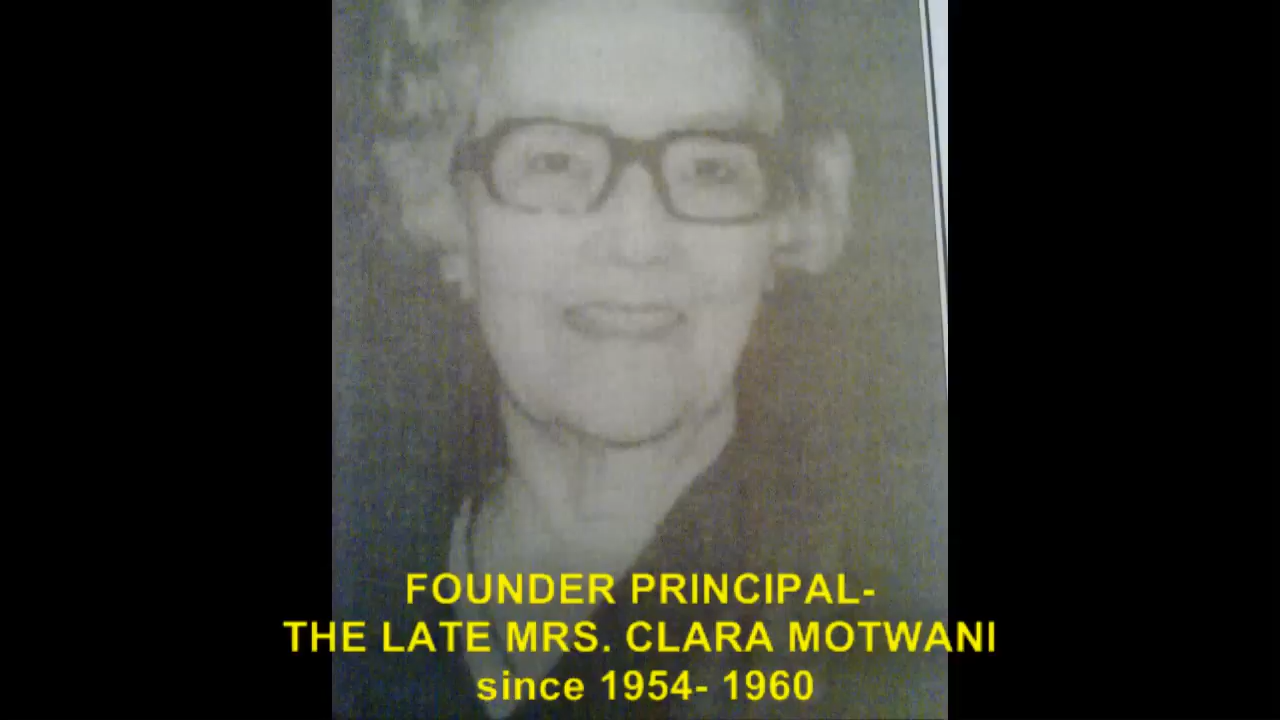 FOUNDER PRINCIPAL-
THE LATE MRS. CLARA MOTWANI
since 1954- 1960